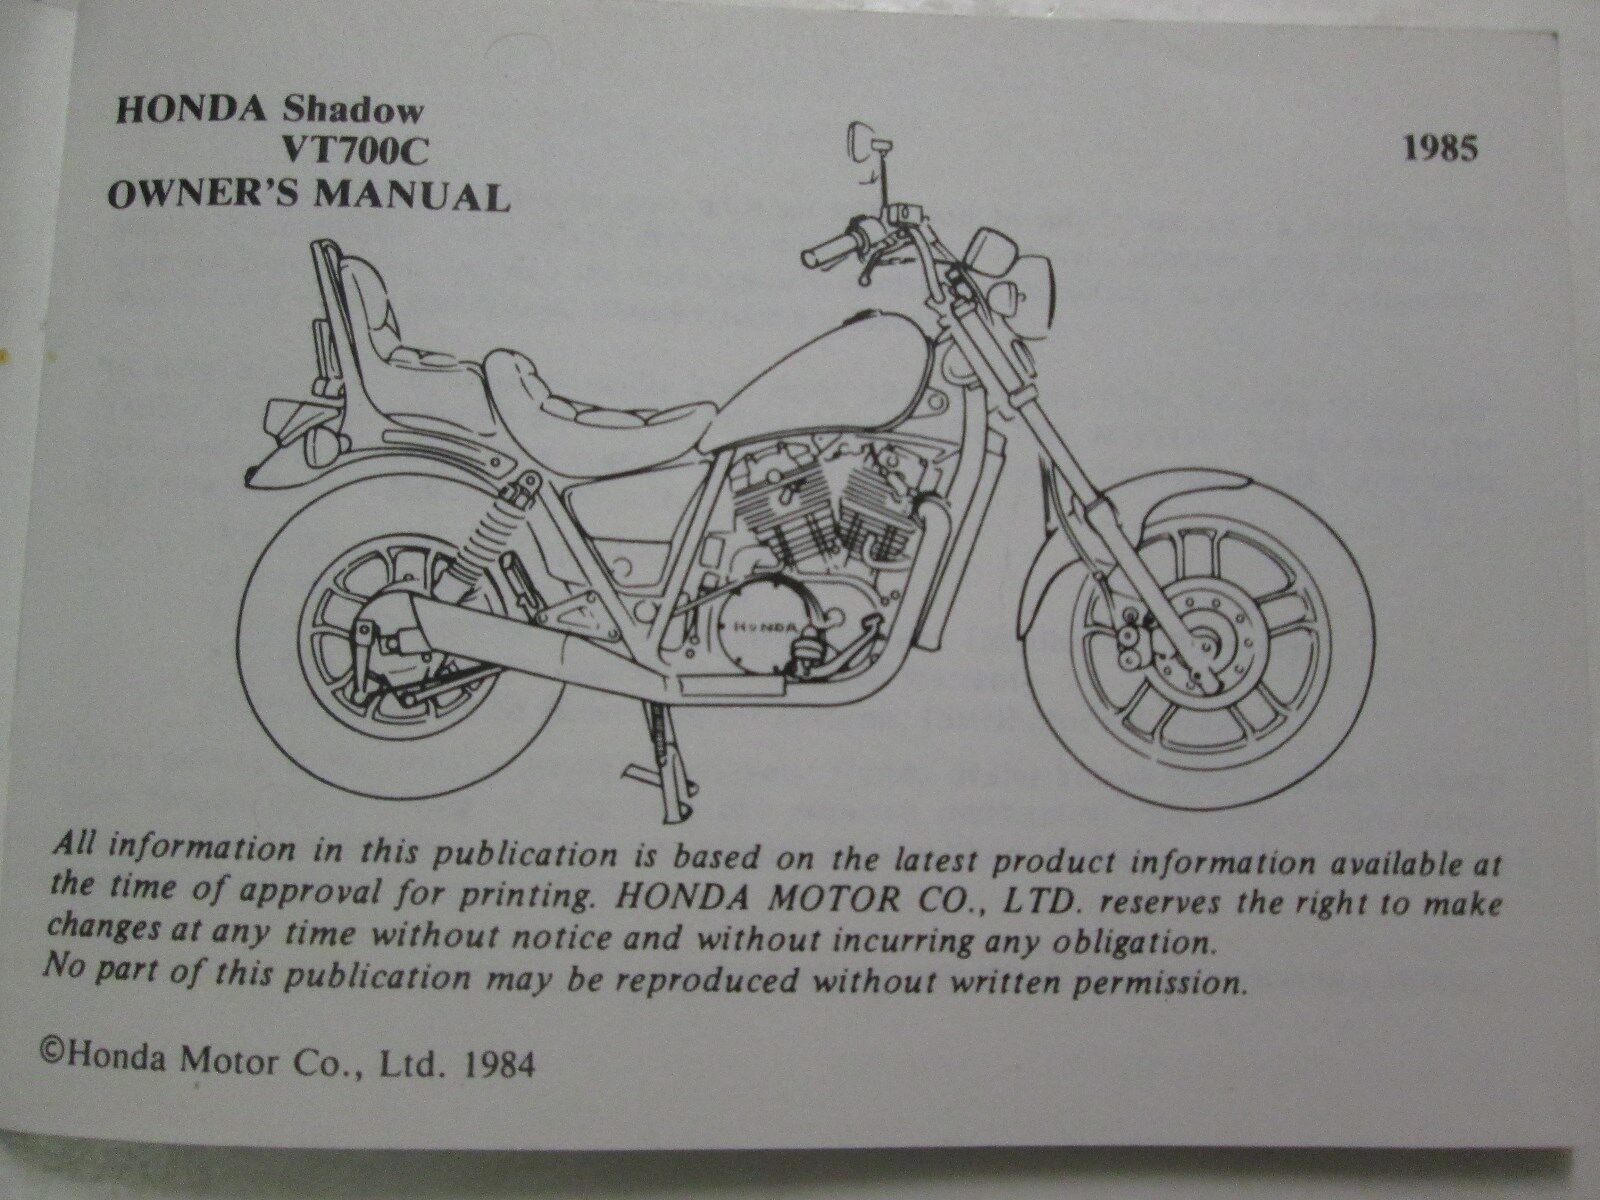 HONDA Shadow
VT700C
OWNER'S MANUAL
1985
HONDA
All information in this publication is based on the latest product information available at
the time of approval for printing. HONDA MOTOR CO., LTD. reserves the right to make
changes at any time without notice and without incurring any obligation.
No part of this publication may be reproduced without written permission.
©Honda Motor Co., Ltd. 1984